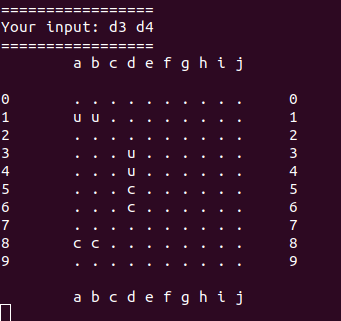 =================
Your input: d3 d4
=================
        a b c d e f g h i j

0       . . . . . . . . . .     0
1       u u . . . . . . . .     1
2       . . . . . . . . . .     2
3       . . . u . . . . . .     3
4       . . . u . . . . . .     4
5       . . . c . . . . . .     5
6       . . . c . . . . . .     6
7       . . . . . . . . . .     7
8       c c . . . . . . . .     8
9       . . . . . . . . . .     9

        a b c d e f g h i j